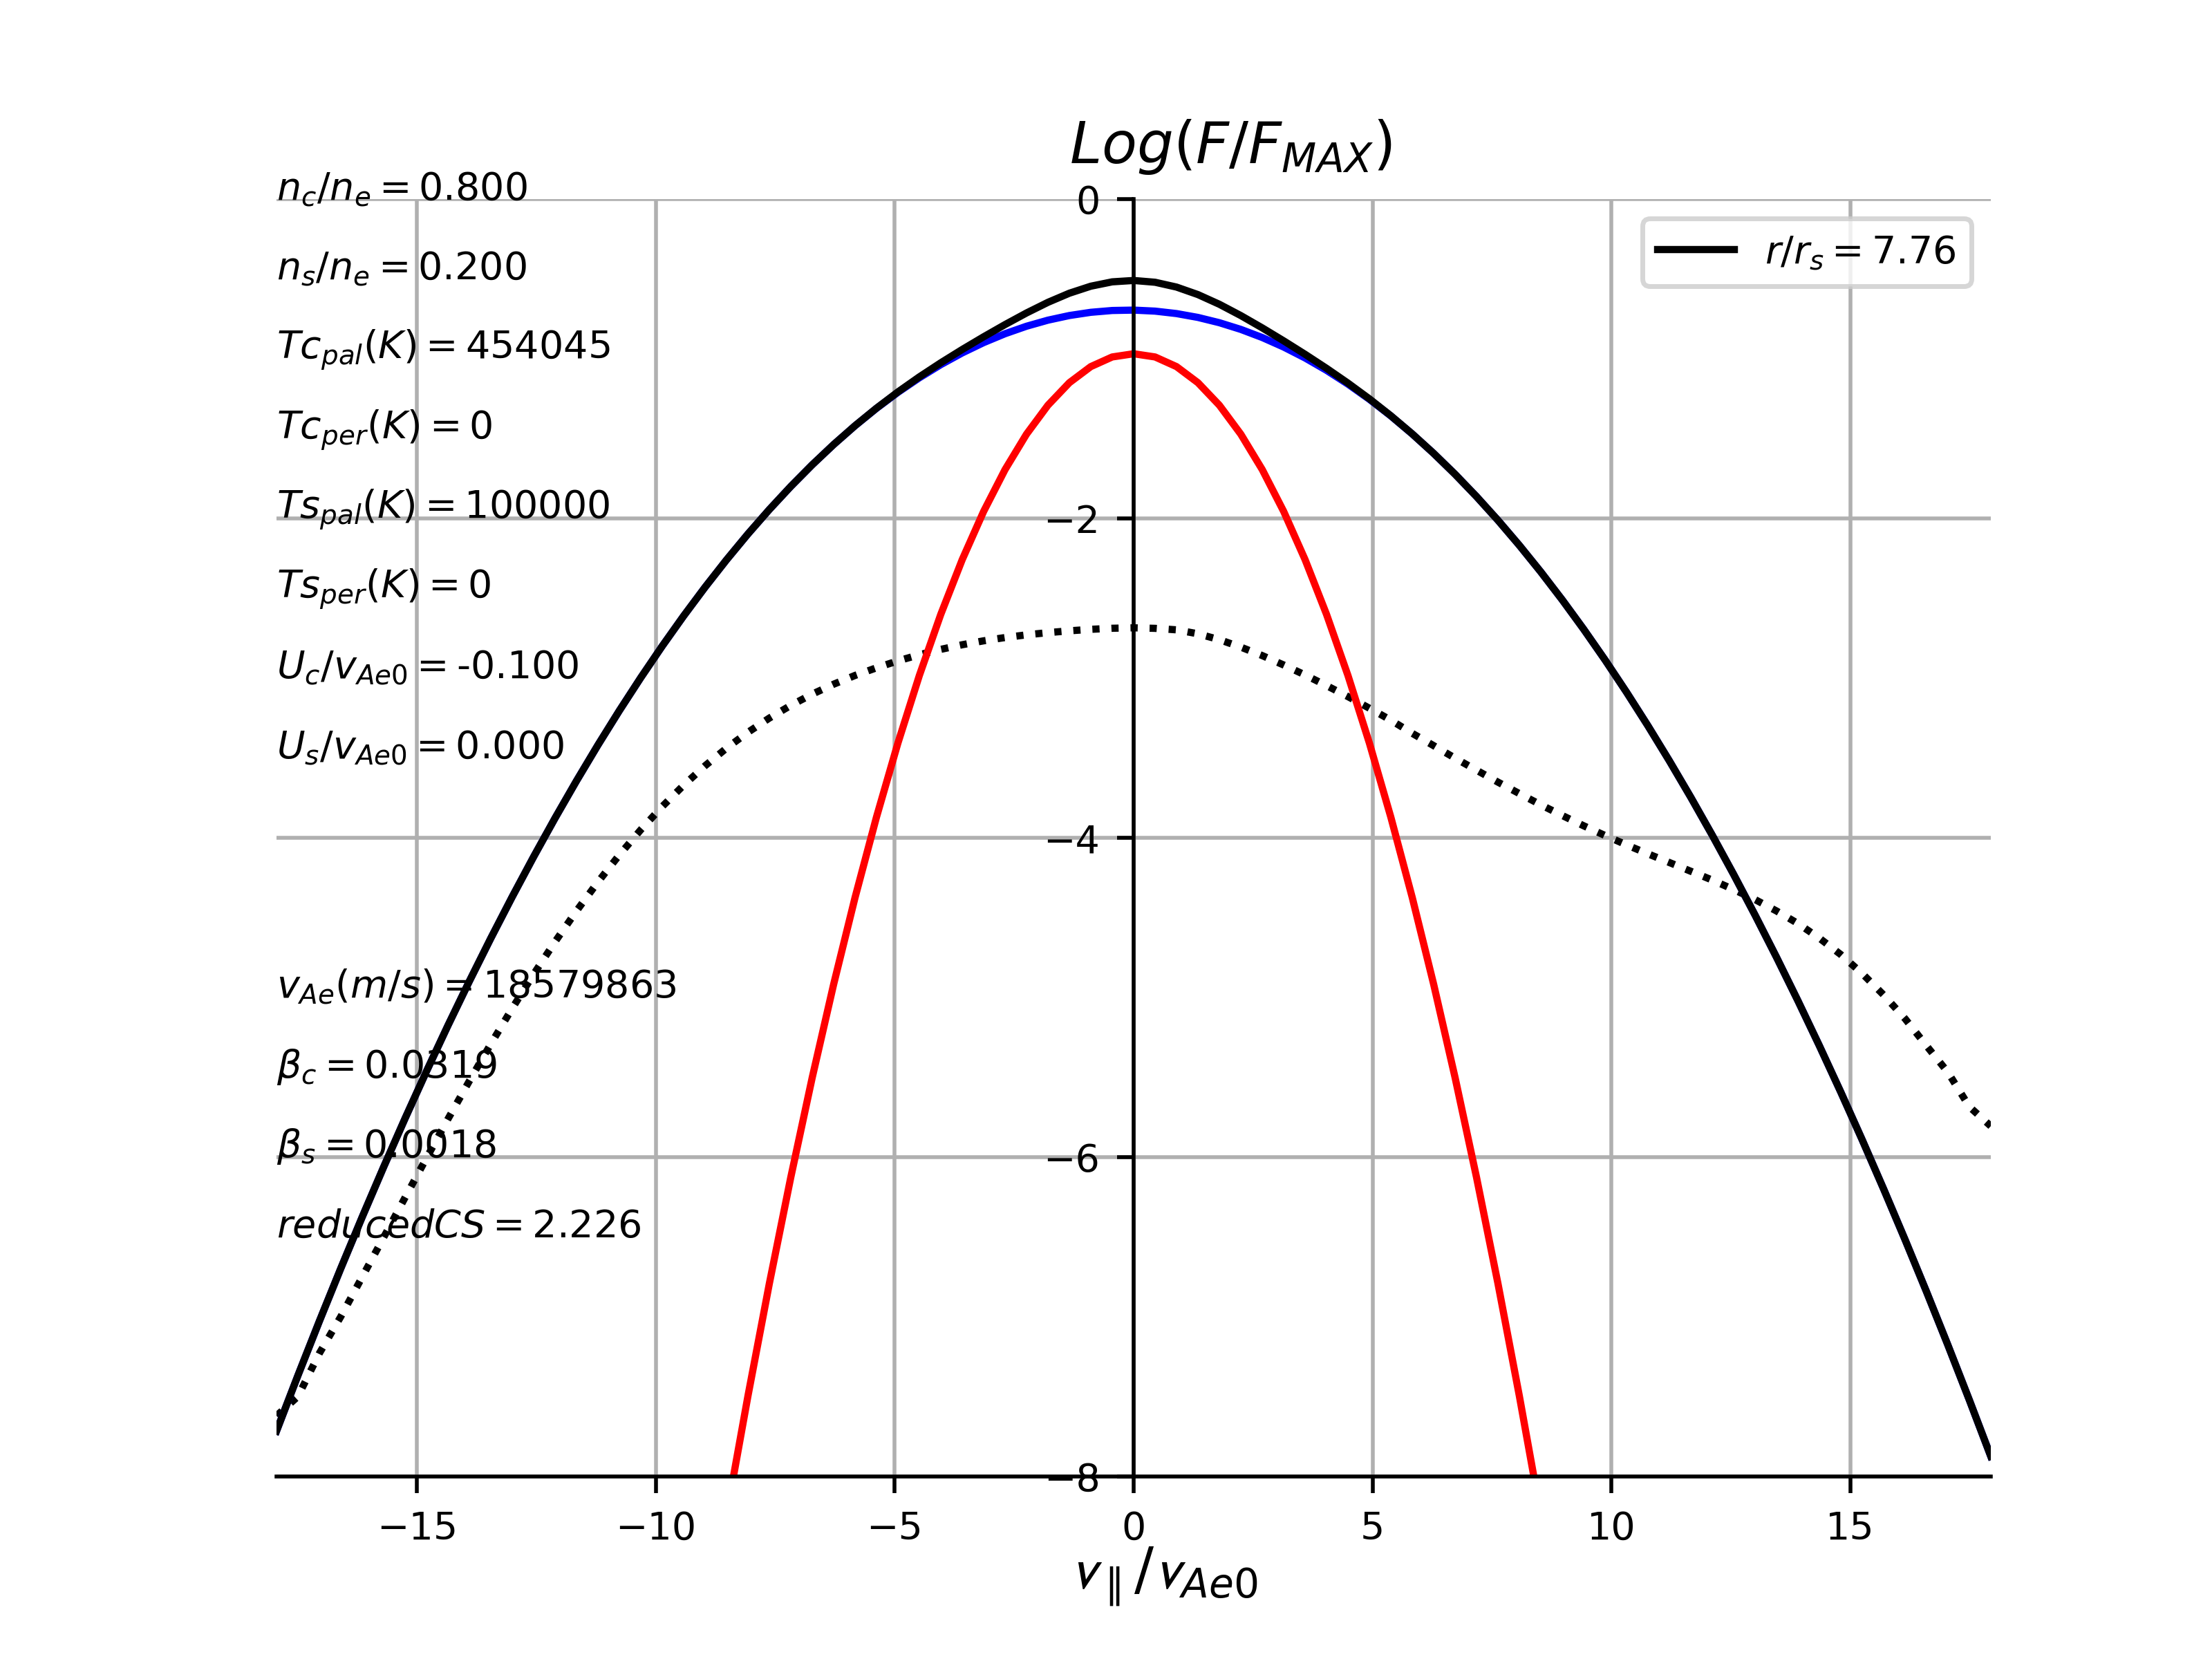 Log(F/F_MAX)
n_c/n_e = 0.800
0
r/r_s = 7.76
n_s/n_e = 0.200
Tc_pal(K) = 454045
Tc_per(K) = 0
Ts_pal(K) = 100000
−2
Ts_per(K) = 0
U_c/v_Ae0 = -0.100
U_s/v_Ae0 = 0.000
−4
v_Ae(m/s) = 18579863
β_c = 0.0319
β_s = 0.0018
−6
reducedCS = 2.226
−8
−15 −10 −5 0 5 10 15
v_∥/v_Ae0